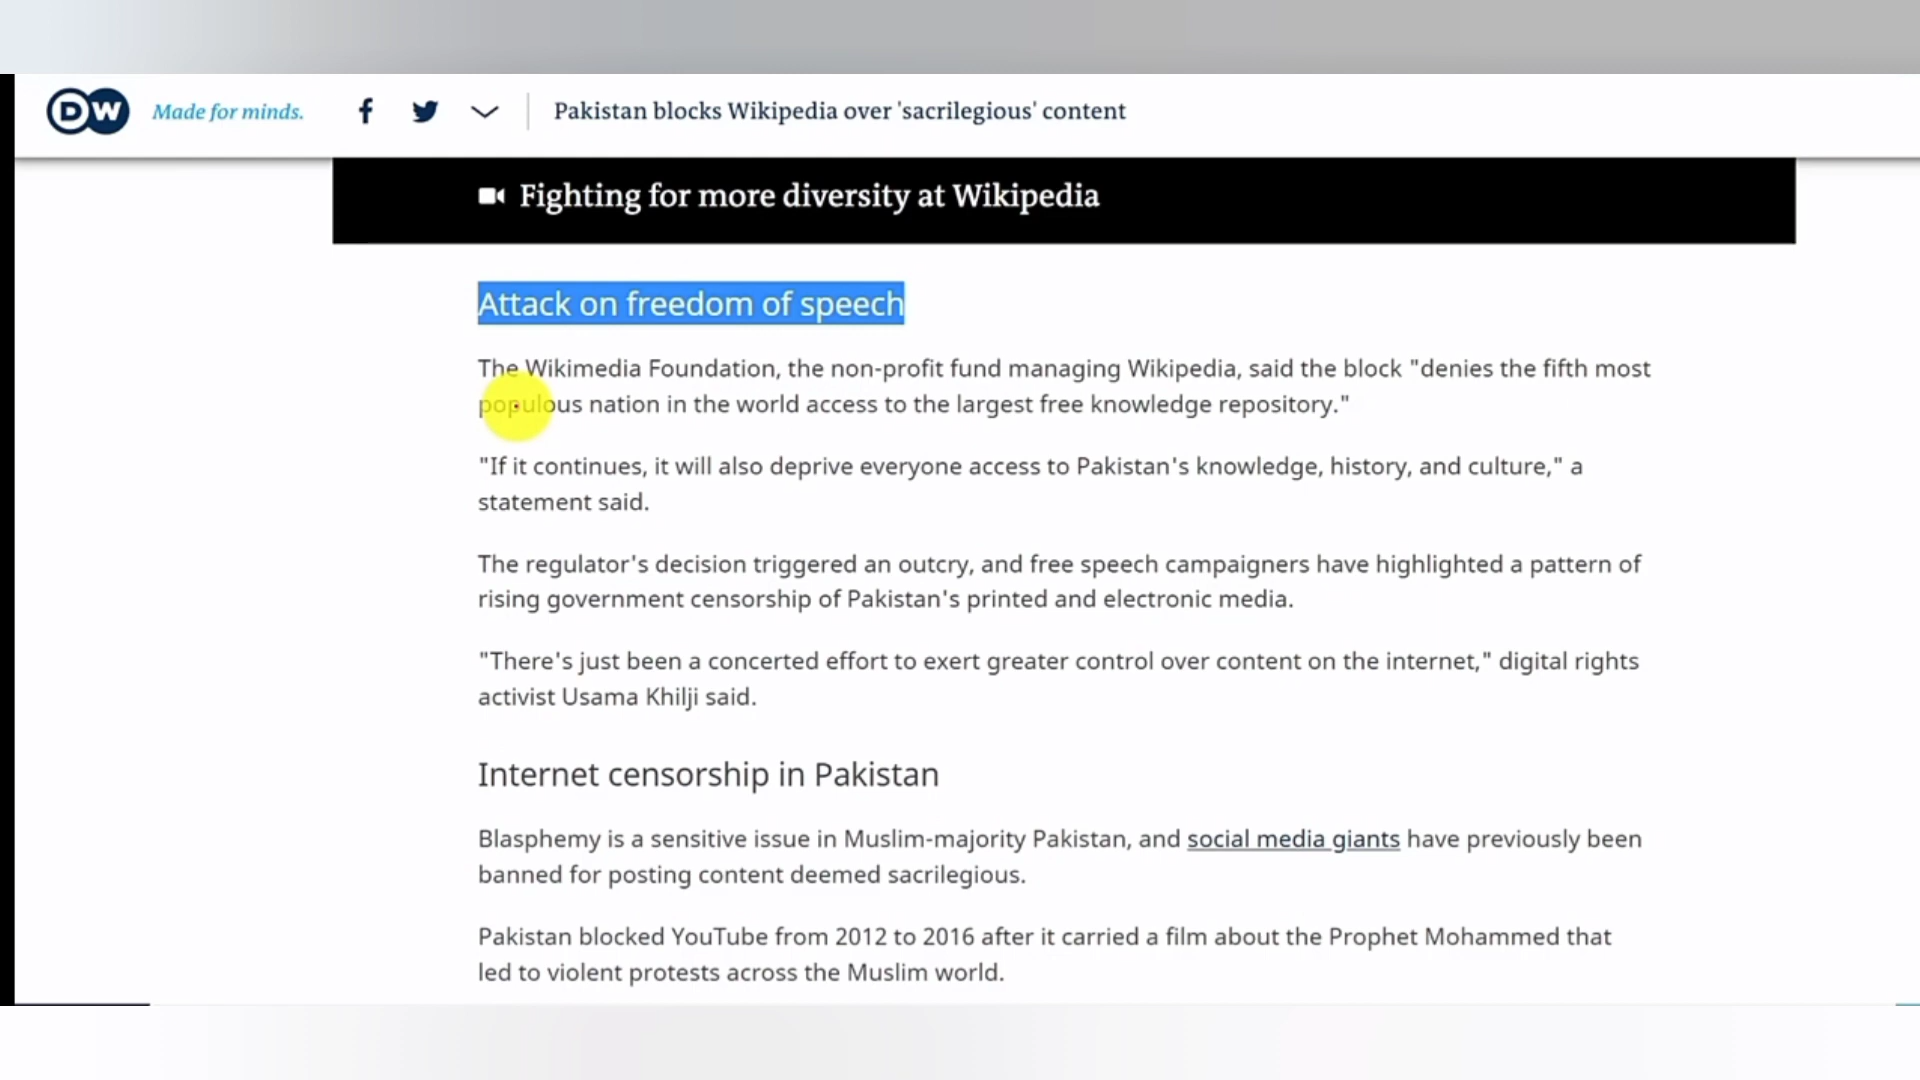 DW Made for minds. Pakistan blocks Wikipedia over 'sacrilegious' content
Fighting for more diversity at Wikipedia
Attack on freedom of speech
The Wikimedia Foundation, the non-profit fund managing Wikipedia, said the block "denies the fifth most
populous nation in the world access to the largest free knowledge repository."
"If it continues, it will also deprive everyone access to Pakistan's knowledge, history, and culture," a
statement said.
The regulator's decision triggered an outcry, and free speech campaigners have highlighted a pattern of
rising government censorship of Pakistan's printed and electronic media.
"There's just been a concerted effort to exert greater control over content on the internet," digital rights
activist Usama Khilji said.
Internet censorship in Pakistan
Blasphemy is a sensitive issue in Muslim-majority Pakistan, and social media giants have previously been
banned for posting content deemed sacrilegious.
Pakistan blocked YouTube from 2012 to 2016 after it carried a film about the Prophet Mohammed that
led to violent protests across the Muslim world.